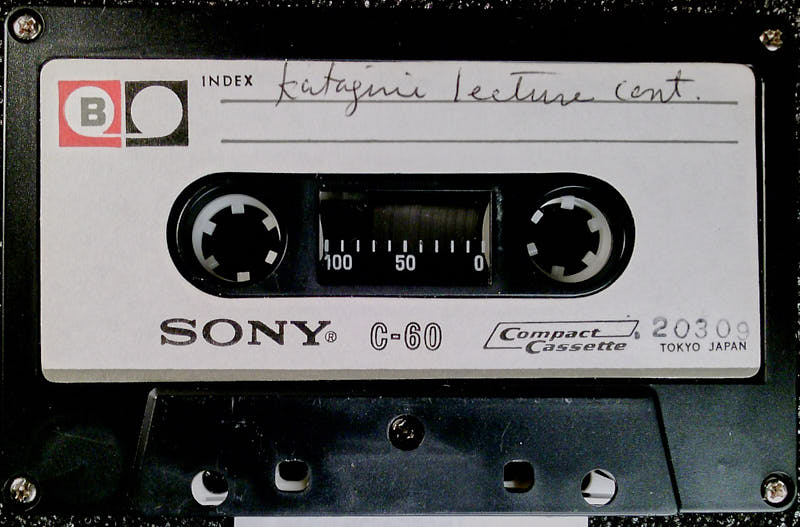 B INDEX katagiri lecture cont.
100 50 0
SONY® C-60 Compact Cassette 20309
TOKYO JAPAN